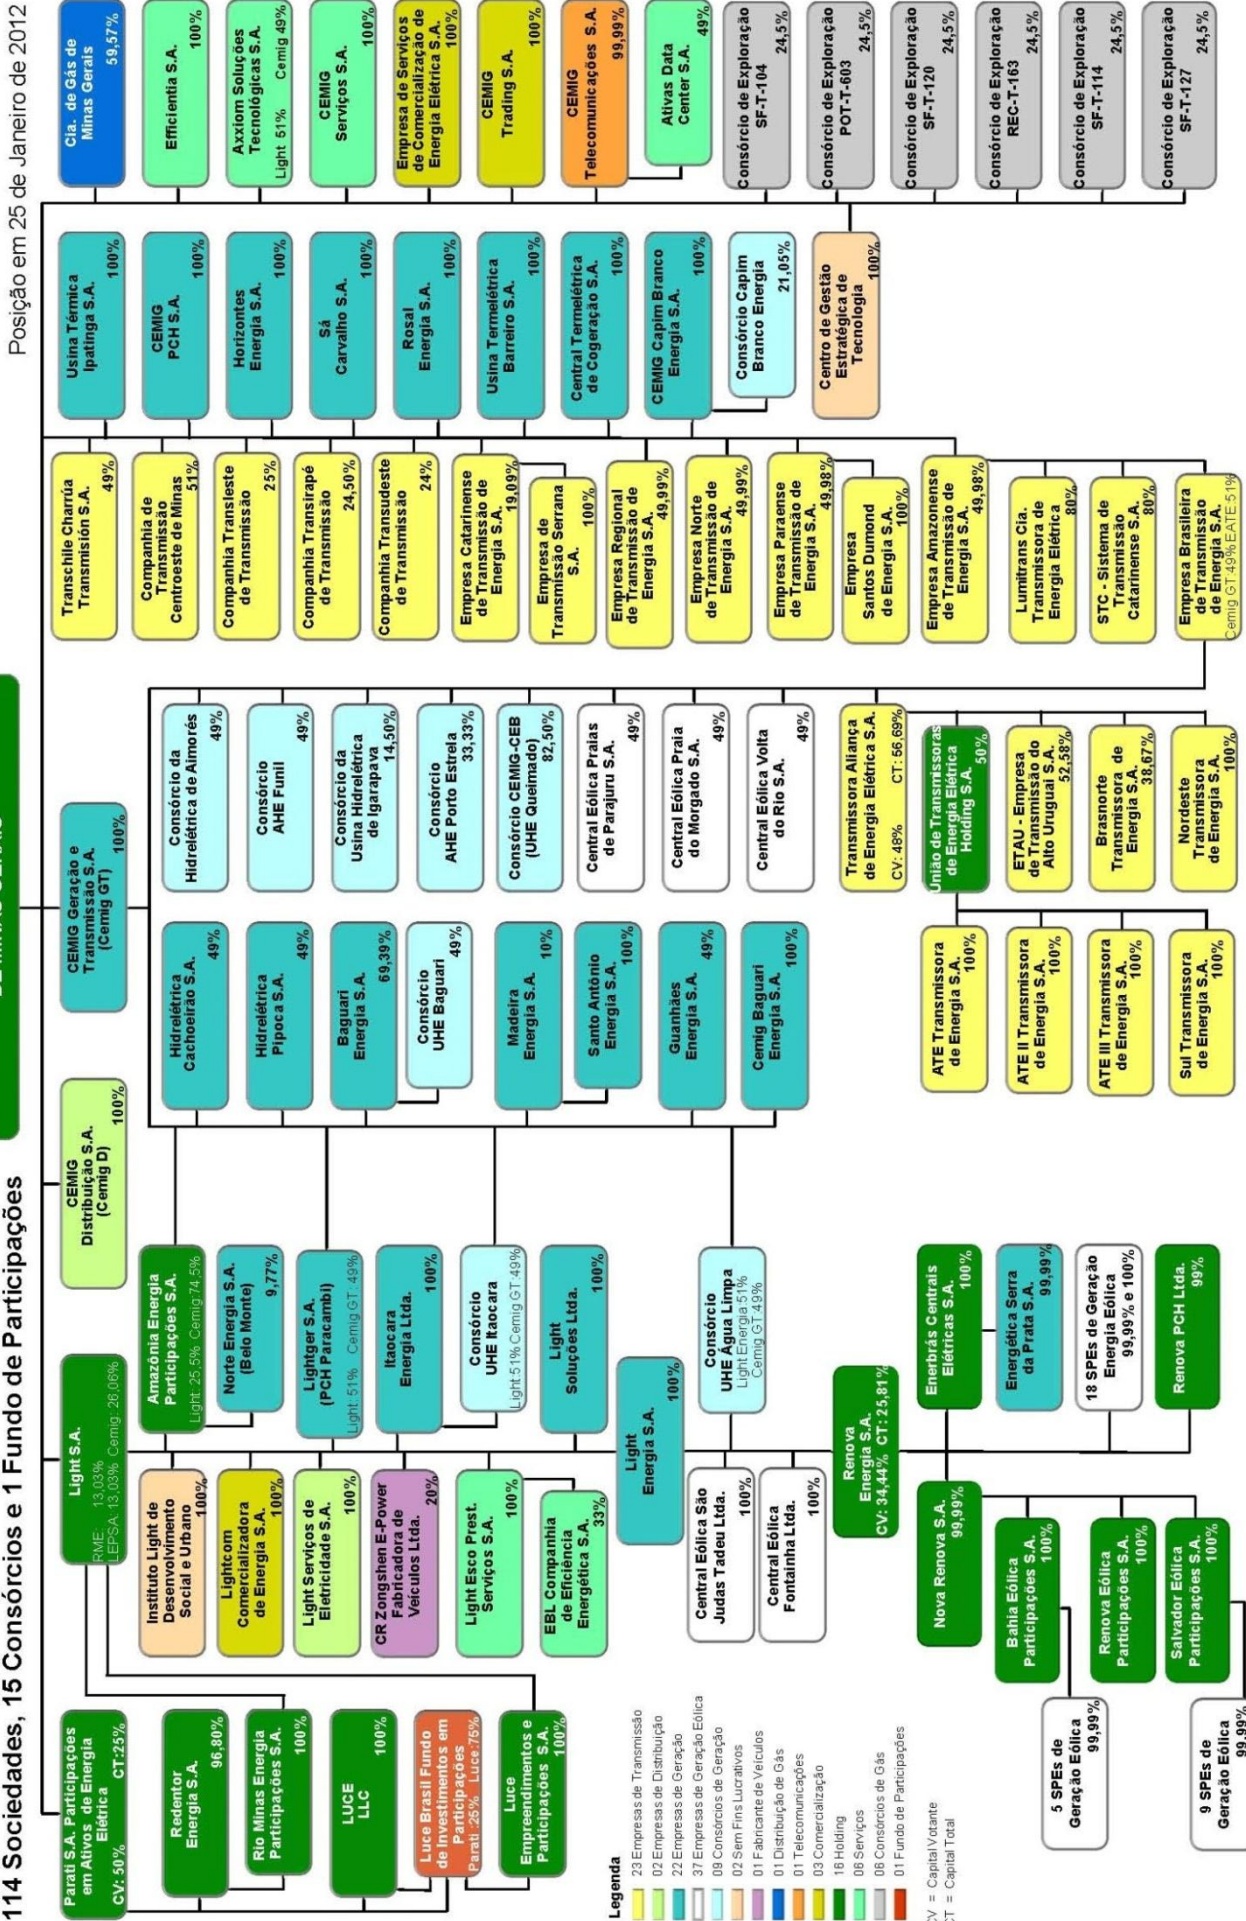 114 Sociedades, 15 Consórcios e 1 Fundo de Participações
Posição em 25 de Janeiro de 2012
Parati S.A. Participações
em Ativos de Energia
Elétrica
CV: 50% CT:25%
Light S.A.
RME: 13,03%
LEPSA: 13,03% Cemig: 26,06%
CEMIG
Distribuição S.A.
(Cemig D)
100%
CEMIG Geração e
Transmissão S.A.
(Cemig GT)
100%
Redentor
Energia S.A.
96,80%
Rio Minas Energia
Participações S.A.
100%
LUCE
LLC
100%
Luce Brasil Fundo
de Investimentos em
Participações
Parati :25% Luce:75%
Luce
Empreendimentos e
Participações S.A.
100%
Instituto Light de
Desenvolvimento
Social e Urbano
100%
Lightcom
Comercializadora
de Energia S.A.
100%
Light Serviços de
Eletricidade S.A.
100%
CR Zongshen E-Power
Fabricadora de
Veículos Ltda.
20%
Light Esco Prest.
Serviços S.A.
100%
EBL Companhia
de Eficiência
Energética S.A.
33%
Amazônia Energia
Participações S.A.
Light: 25,5% Cemig:74,5%
Norte Energia S.A.
(Belo Monte)
9,77%
Lightger S.A.
(PCH Paracambi)
Light: 51% Cemig GT: 49%
Itaocara
Energia Ltda.
100%
Consórcio
UHE Itaocara
Light:51% Cemig GT:49%
Light
Soluções Ltda.
100%
Light
Energia S.A.
100%
Consórcio
UHE Água Limpa
Light Energia:51%
Cemig GT:49%
Central Eólica São
Judas Tadeu Ltda.
100%
Central Eólica
Fontainha Ltda.
100%
Renova
Energia S.A.
CV: 34,44% CT: 25,81%
Nova Renova S.A.
99,99%
Bahia Eólica
Participações S.A.
100%
Renova Eólica
Participações S.A.
100%
Salvador Eólica
Participações S.A.
100%
5 SPEs de
Geração Eólica
99,99%
9 SPEs de
Geração Eólica
99,99%
Enerbrás Centrais
Elétricas S.A.
100%
Energética Serra
da Prata S.A.
99,99%
18 SPEs de Geração
Energia Eólica
99,99% e 100%
Renova PCH Ltda.
99%
Hidrelétrica
Cachoeirão S.A.
49%
Hidrelétrica
Pipoca S.A.
49%
Baguari
Energia S.A.
69,39%
Consórcio
UHE Baguari
49%
Madeira
Energia S.A.
10%
Santo Antônio
Energia S.A.
100%
Guanhães
Energia S.A.
49%
Cemig Baguari
Energia S.A.
100%
Consórcio da
Hidrelétrica de Aimorés
49%
Consórcio
AHE Funil
49%
Consórcio da
Usina Hidrelétrica
de Igarapava
14,50%
Consórcio
AHE Porto Estrela
33,33%
Consórcio CEMIG-CEB
(UHE Queimado)
82,50%
Central Eólica Praias
de Parajuru S.A.
49%
Central Eólica Praia
do Morgado S.A.
49%
Central Eólica Volta
do Rio S.A.
49%
Transmissora Aliança
de Energia Elétrica S.A.
CV: 48% CT: 56,69%
União de Transmissoras
de Energia Elétrica
Holding S.A.
50%
ETAU - Empresa
de Transmissão do
Alto Uruguai S.A.
52,58%
Brasnorte
Transmissora de
Energia S.A.
38,67%
Nordeste
Transmissora
de Energia S.A.
100%
ATE Transmissora
de Energia S.A.
100%
ATE II Transmissora
de Energia S.A.
100%
ATE III Transmissora
de Energia S.A.
100%
Sul Transmissora
de Energia S.A.
100%
Transchile Charrúa
Transmisión S.A.
49%
Companhia de
Transmissão
Centroeste de Minas
51%
Companhia Transleste
de Transmissão
25%
Companhia Transirapé
de Transmissão
24,50%
Companhia Transudeste
de Transmissão
24%
Empresa Catarinense
de Transmissão de
Energia S.A.
19,09%
Empresa de
Transmissão Serrana
S.A.
100%
Empresa Regional
de Transmissão de
Energia S.A.
49,99%
Empresa Norte
de Transmissão de
Energia S.A.
49,99%
Empresa Paraense
de Transmissão de
Energia S.A.
49,98%
Empresa
Santos Dumond
de Energia S.A.
100%
Empresa Amazonense
de Transmissão de
Energia S.A.
49,98%
Lumitrans Cia.
Transmissora de
Energia Elétrica
80%
STC - Sistema de
Transmissão
Catarinense S.A.
80%
Empresa Brasileira
de Transmissão
de Energia S.A.
Cemig GT:49% EATE:51%
Usina Térmica
Ipatinga S.A.
100%
CEMIG
PCH S.A.
100%
Horizontes
Energia S.A.
100%
Sá
Carvalho S.A.
100%
Rosal
Energia S.A.
100%
Usina Termelétrica
Barreiro S.A.
100%
Central Termelétrica
de Cogeração S.A.
100%
CEMIG Capim Branco
Energia S.A.
100%
Consórcio Capim
Branco Energia
21,05%
Centro de Gestão
Estratégica de
Tecnologia
100%
Cia. de Gás de
Minas Gerais
59,57%
Efficientia S.A.
100%
Axxiom Soluções
Tecnológicas S.A.
Light 51% Cemig 49%
CEMIG
Serviços S.A.
100%
Empresa de Serviços
de Comercialização de
Energia Elétrica S.A.
100%
CEMIG
Trading S.A.
100%
CEMIG
Telecomunicações S.A.
99,99%
Ativas Data
Center S.A.
49%
Consórcio de Exploração
SF-T-104
24,5%
Consórcio de Exploração
POT-T-603
24,5%
Consórcio de Exploração
SF-T-120
24,5%
Consórcio de Exploração
REC-T-163
24,5%
Consórcio de Exploração
SF-T-114
24,5%
Consórcio de Exploração
SF-T-127
24,5%
Legenda
23 Empresas de Transmissão
02 Empresas de Distribuição
22 Empresas de Geração
37 Empresas de Geração Eólica
09 Consórcios de Geração
02 Sem Fins Lucrativos
01 Fabricante de Veículos
01 Distribuição de Gás
01 Telecomunicações
03 Comercialização
16 Holding
06 Serviços
06 Consórcios de Gás
01 Fundo de Participações
CV = Capital Votante
CT = Capital Total